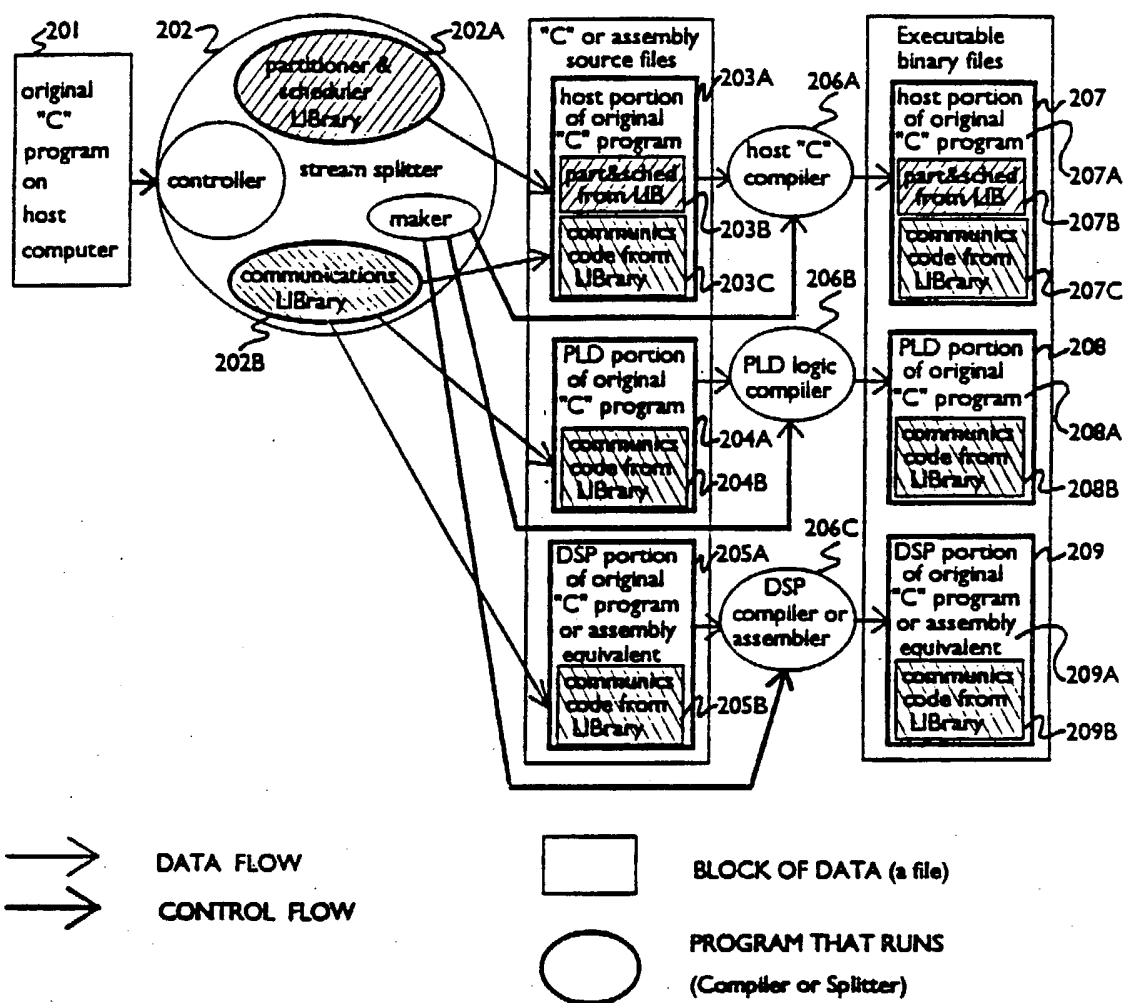 201
original
"C"
program
on
host
computer
202
202A
partitioner &
scheduler
LIBrary
controller
stream splitter
maker
communications
LIBrary
202B
"C" or assembly
source files
203A
host portion
of original
"C" program
part&sched
from LIB
203B
communics
code from
LIBrary
203C
PLD portion
of original
"C" program
204A
communics
code from
LIBrary
204B
205A
DSP portion
of original
"C" program
or assembly
equivalent
communics
code from
LIBrary
205B
206A
host "C"
compiler
206B
PLD logic
compiler
206C
DSP
compiler or
assembler
Executable
binary files
host portion
of original
"C" program
207
207A
part&sched
from LIB
207B
communics
code from
LIBrary
207C
PLD portion
of original
"C" program
208
208A
communics
code from
LIBrary
208B
DSP portion
of original
"C" program
or assembly
equivalent
209
209A
communics
code from
LIBrary
209B
DATA FLOW
CONTROL FLOW
BLOCK OF DATA (a file)
PROGRAM THAT RUNS
(Compiler or Splitter)